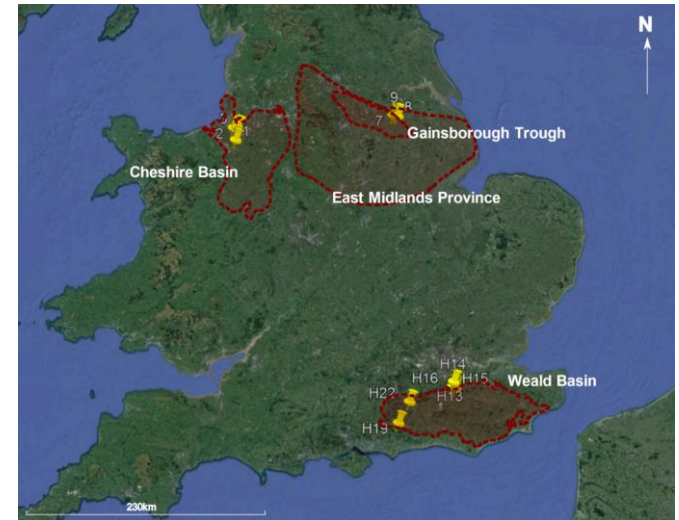 N
9
8
7
Gainsborough Trough
2
1
Cheshire Basin
East Midlands Province
H14
H16
H15
Weald Basin
H22
H13
H19
230km